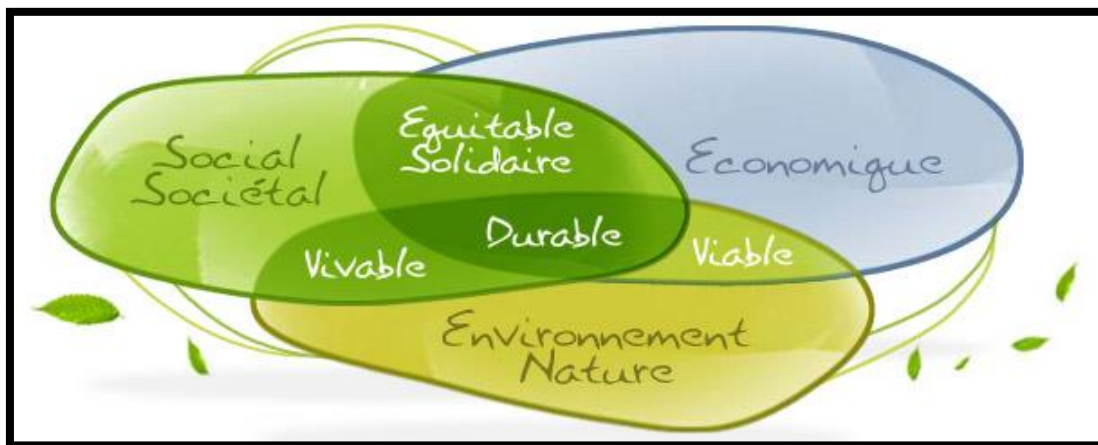 Equitable
Solidaire
Social
Sociétal
Economique
Durable
Vivable
Viable
Environnement
Nature